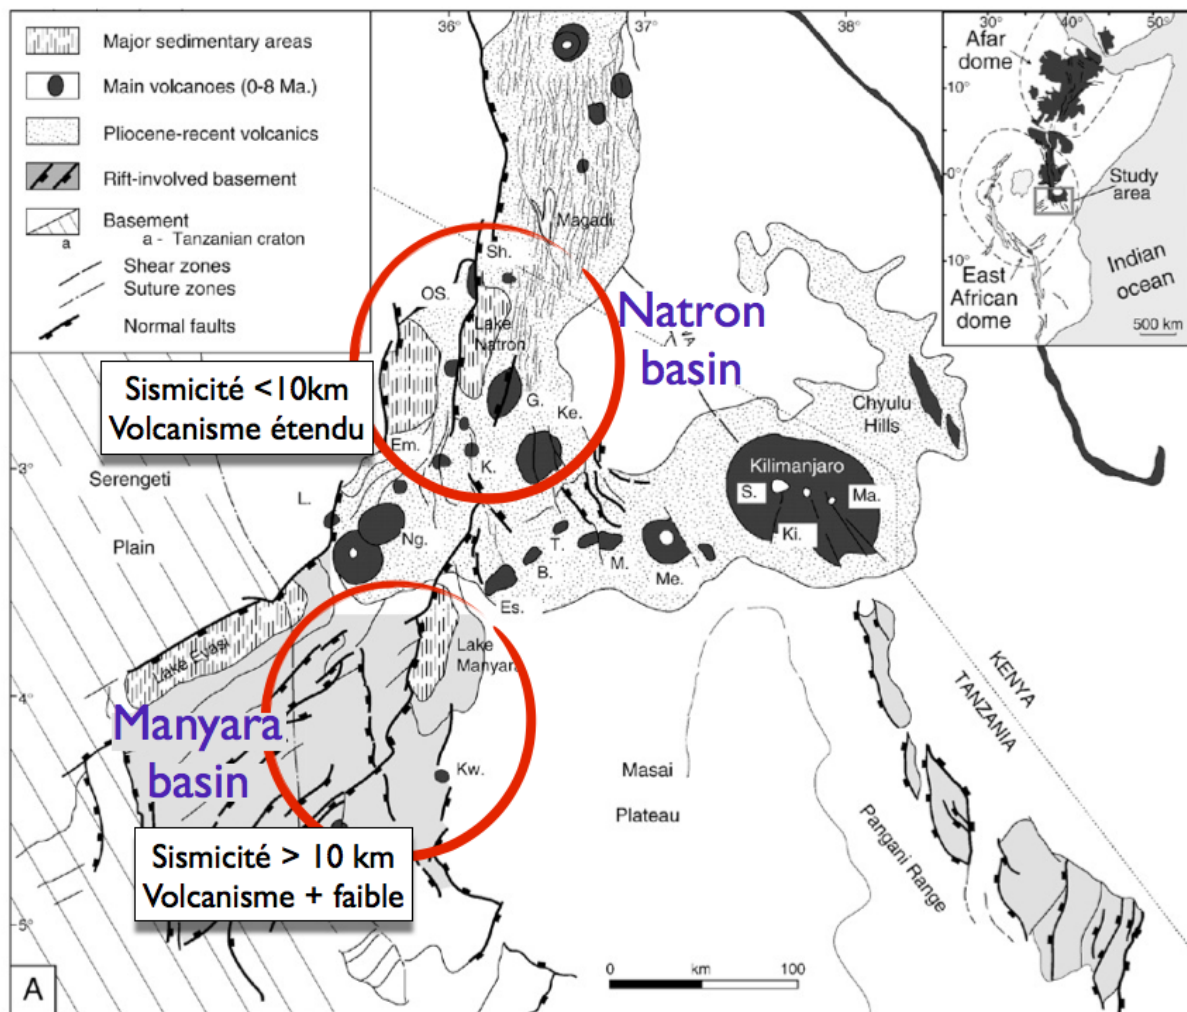 Major sedimentary areas
Main volcanoes (0-8 Ma.)
Pliocene-recent volcanics
Rift-involved basement
Basement
a
a - Tanzanian craton
Shear zones
Suture zones
Normal faults
36°
37
38
30°
40°
50°
Afar
dome
10°
0°
Study
area
10°
East
African
dome
Indian
ocean
500 km
Magadi
Sh.
OS.
Lake
Natron
Natron
basin
Sismicité <10km
Volcanisme étendu
G.
Ke.
Em.
K.
Chyulu
Hills
3°
Serengeti
Plain
L.
Ng.
Kilimanjaro
S.
Ma.
Ki.
T.
B.
M.
Me.
Es.
Lake Eyasi
Lake
Manyara
4°
Manyara
basin
Kw.
KENYA
TANZANIA
Masai
Plateau
Pangani Range
Sismicité > 10 km
Volcanisme + faible
5°
A
0
km
100